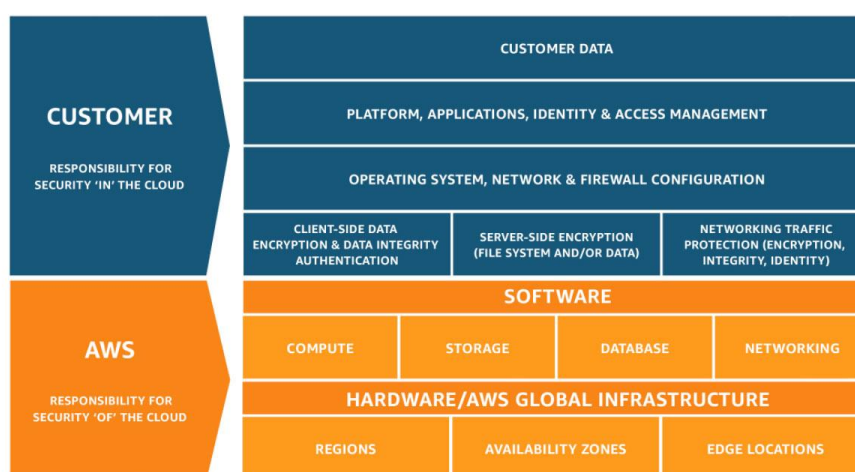 CUSTOMER
RESPONSIBILITY FOR
SECURITY ‘IN’ THE CLOUD
CUSTOMER DATA
PLATFORM, APPLICATIONS, IDENTITY & ACCESS MANAGEMENT
OPERATING SYSTEM, NETWORK & FIREWALL CONFIGURATION
CLIENT-SIDE DATA
ENCRYPTION & DATA INTEGRITY
AUTHENTICATION
SERVER-SIDE ENCRYPTION
(FILE SYSTEM AND/OR DATA)
NETWORKING TRAFFIC
PROTECTION (ENCRYPTION,
INTEGRITY, IDENTITY)
AWS
RESPONSIBILITY FOR
SECURITY ‘OF’ THE CLOUD
SOFTWARE
COMPUTE
STORAGE
DATABASE
NETWORKING
HARDWARE/AWS GLOBAL INFRASTRUCTURE
REGIONS
AVAILABILITY ZONES
EDGE LOCATIONS